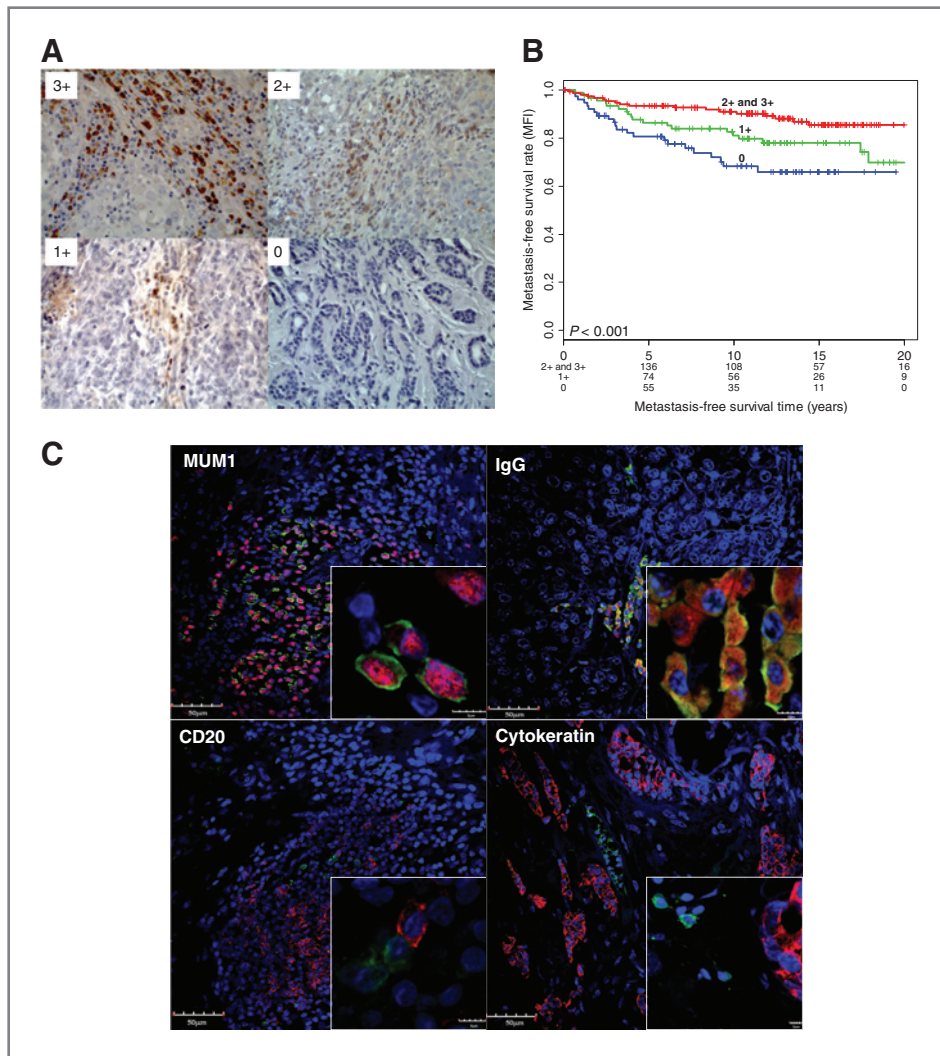 A
3+
2+
1+
0
B
Metastasis-free survival rate (MFI)
1.0
0.8
0.6
0.4
0.2
0.0
2+ and 3+
1+
0
P < 0.001
0 5 10 15 20
2+ and 3+ 136 108 57 16
1+ 74 56 26 9
0 55 35 11 0
Metastasis-free survival time (years)
C
MUM1
IgG
50µm
50µm
CD20
Cytokeratin
50µm
50µm